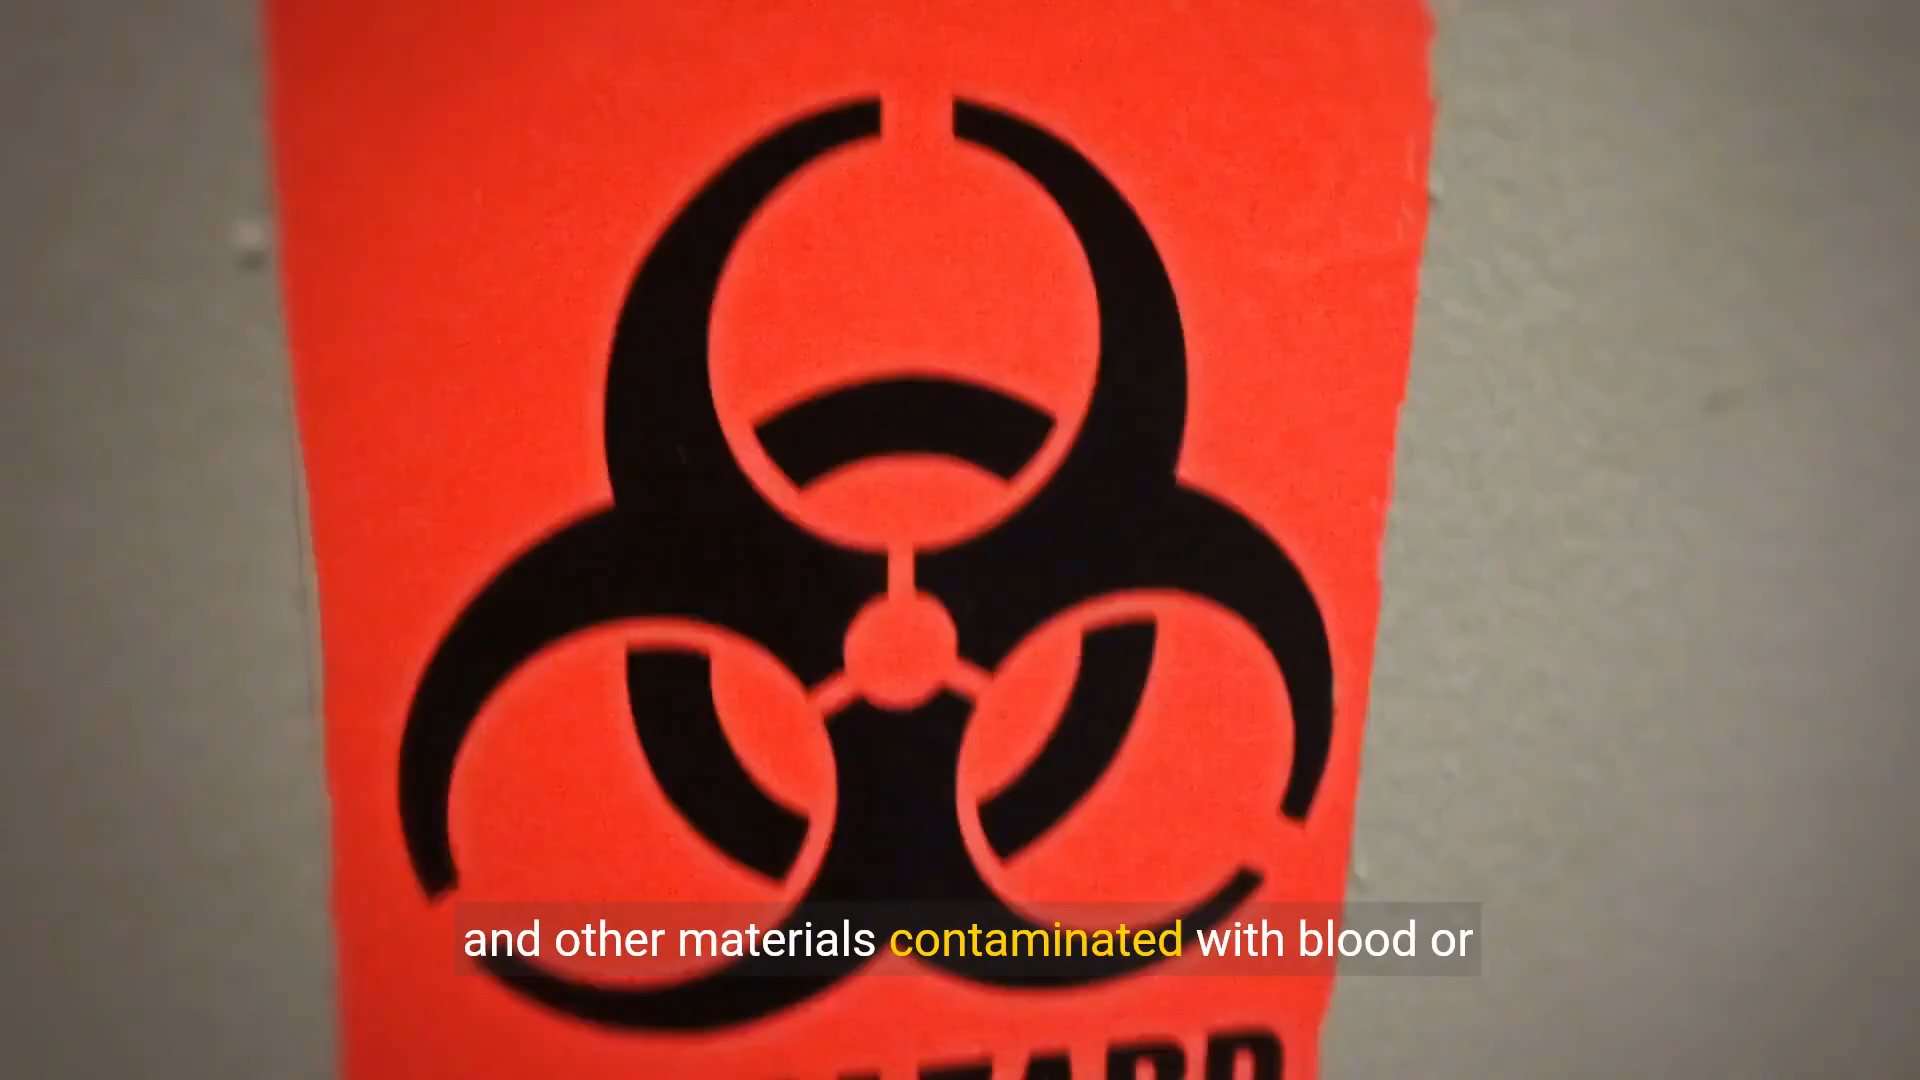 and other materials contaminated with blood or